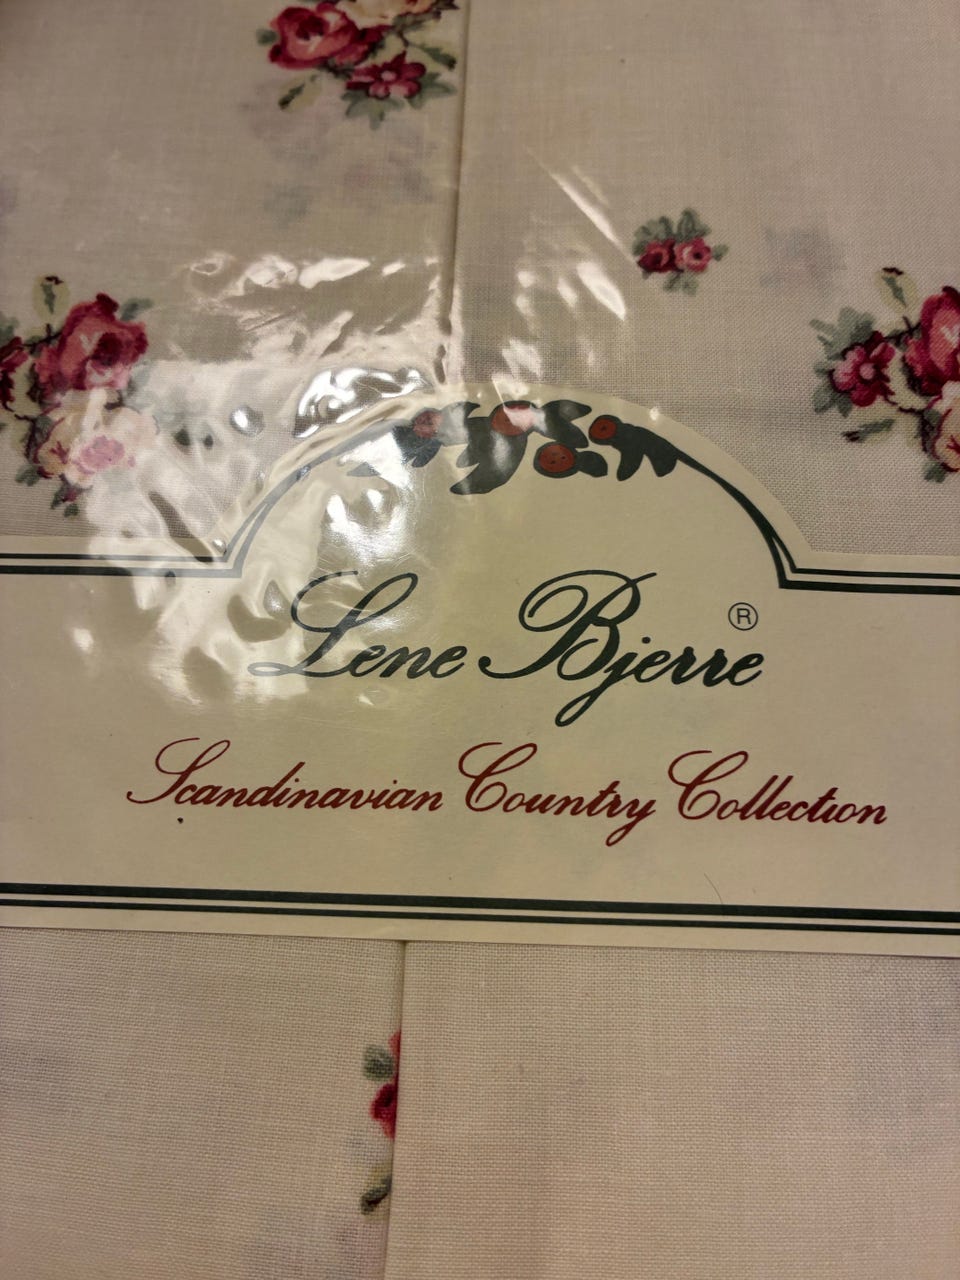 Lene Bjerre ®
Scandinavian Country Collection